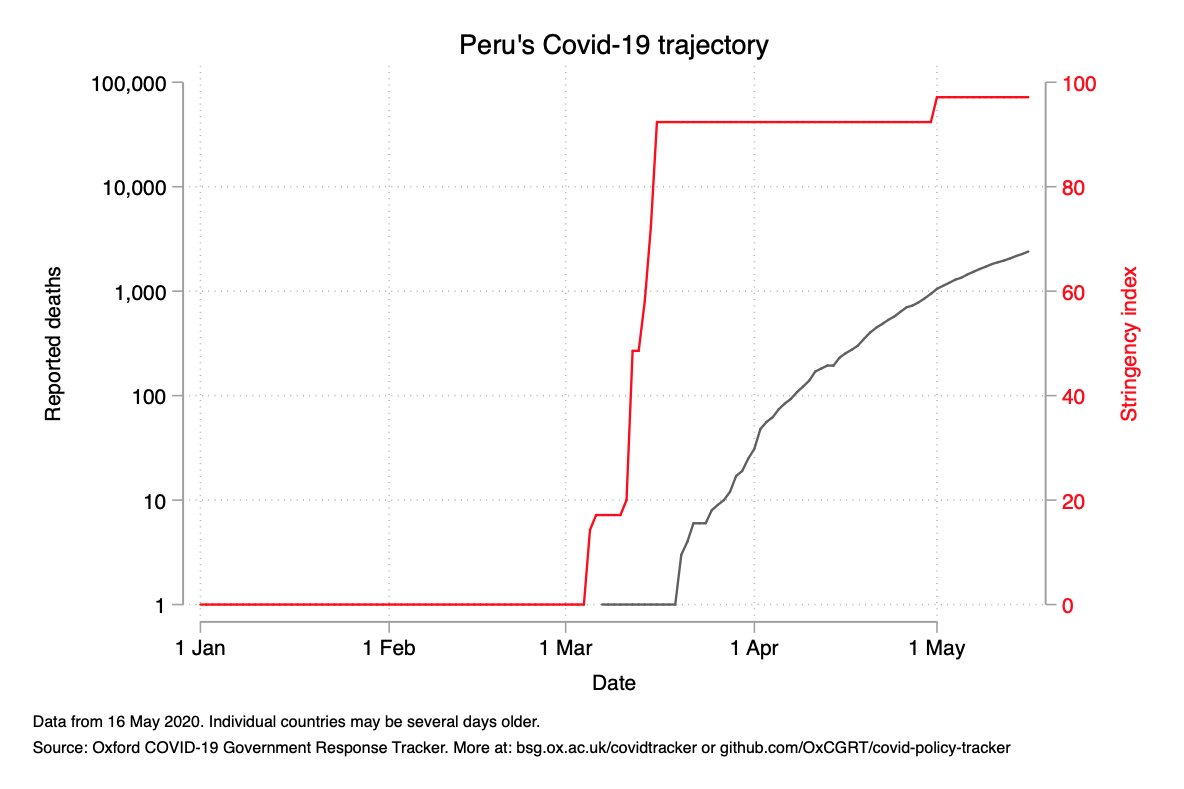 Peru's Covid-19 trajectory
100,000
10,000
1,000
100
10
1
Reported deaths
100
80
60
40
20
0
Stringency index
1 Jan
1 Feb
1 Mar
1 Apr
1 May
Date
Data from 16 May 2020. Individual countries may be several days older.
Source: Oxford COVID-19 Government Response Tracker. More at: bsg.ox.ac.uk/covidtracker or github.com/OxCGRT/covid-policy-tracker